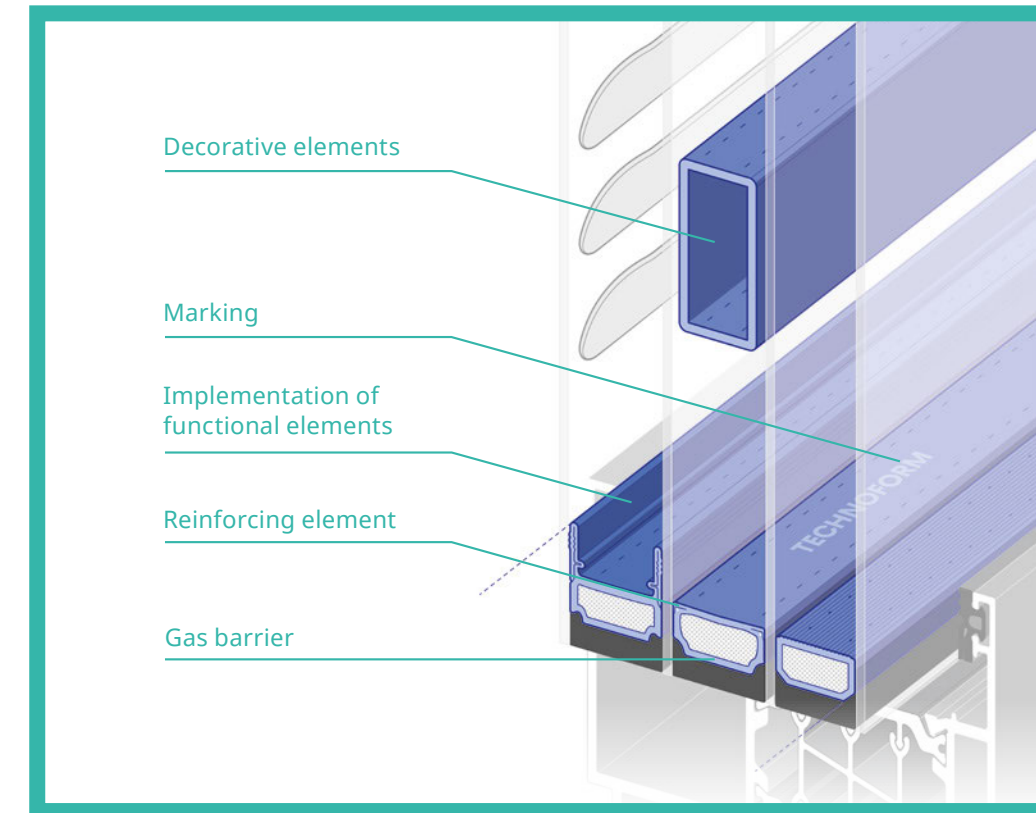 Decorative elements
Marking
Implementation of
functional elements
Reinforcing element
Gas barrier
TECHNOFORM